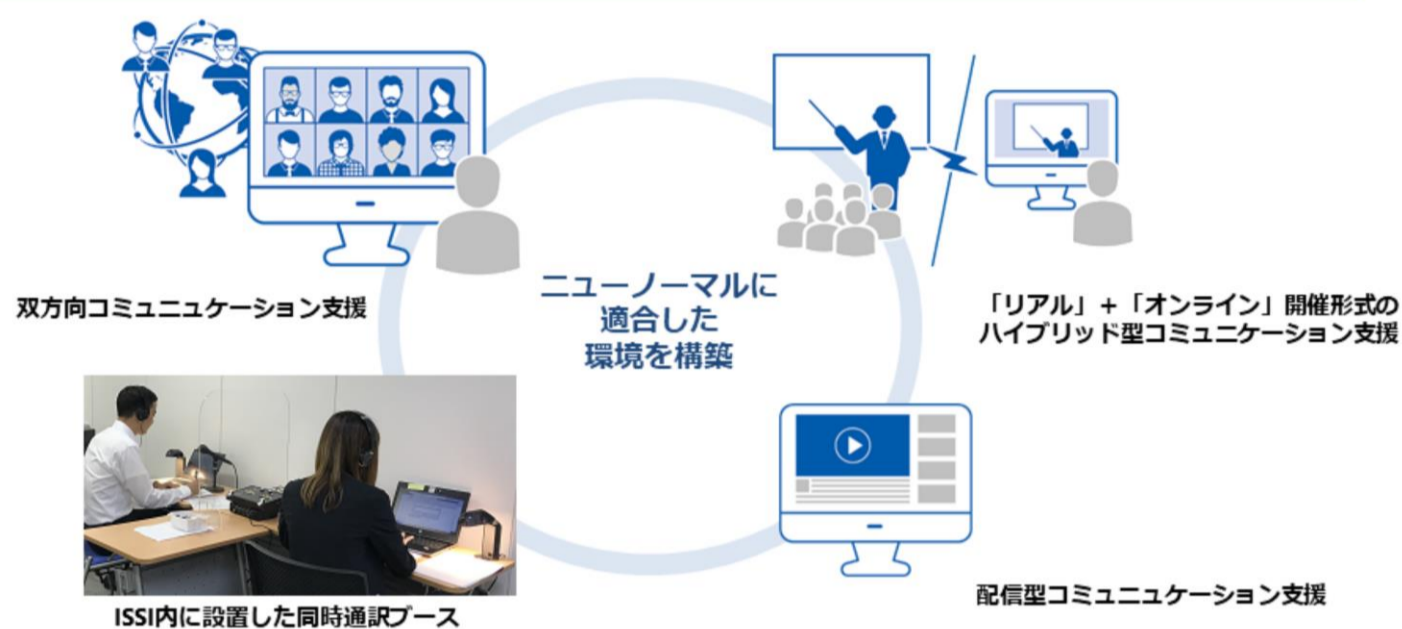 双方向コミュニュケーション支援
ニューノーマルに
適合した
環境を構築
「リアル」+「オンライン」開催形式の
ハイブリッド型コミュニケーション支援
ISSI内に設置した同時通訳ブース
配信型コミュニュケーション支援